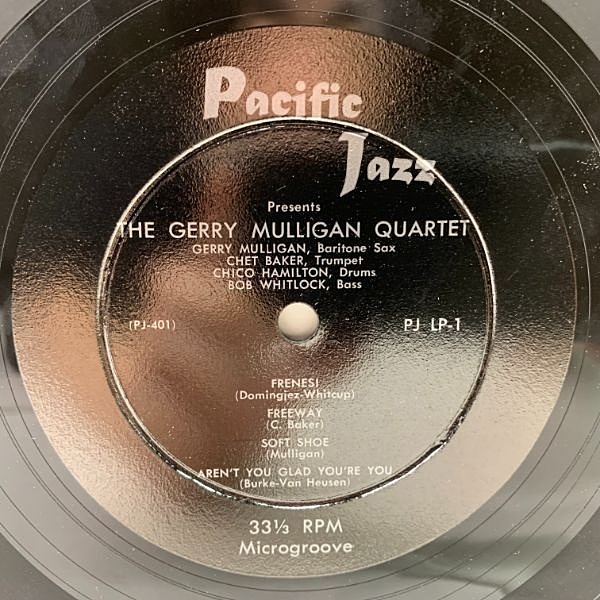 Pacific
Jazz
Presents
THE GERRY MULLIGAN QUARTET
GERRY MULLIGAN, Baritone Sax
CHET BAKER, Trumpet
CHICO HAMILTON, Drums
BOB WHITLOCK, Bass
(PJ-401) PJ LP-1
FRENESI
(Domingjez-Whitcup)
FREEWAY
(C. Baker)
SOFT SHOE
(Mulligan)
AREN'T YOU GLAD YOU'RE YOU
(Burke-Van Heusen)
33⅓ RPM
Microgroove